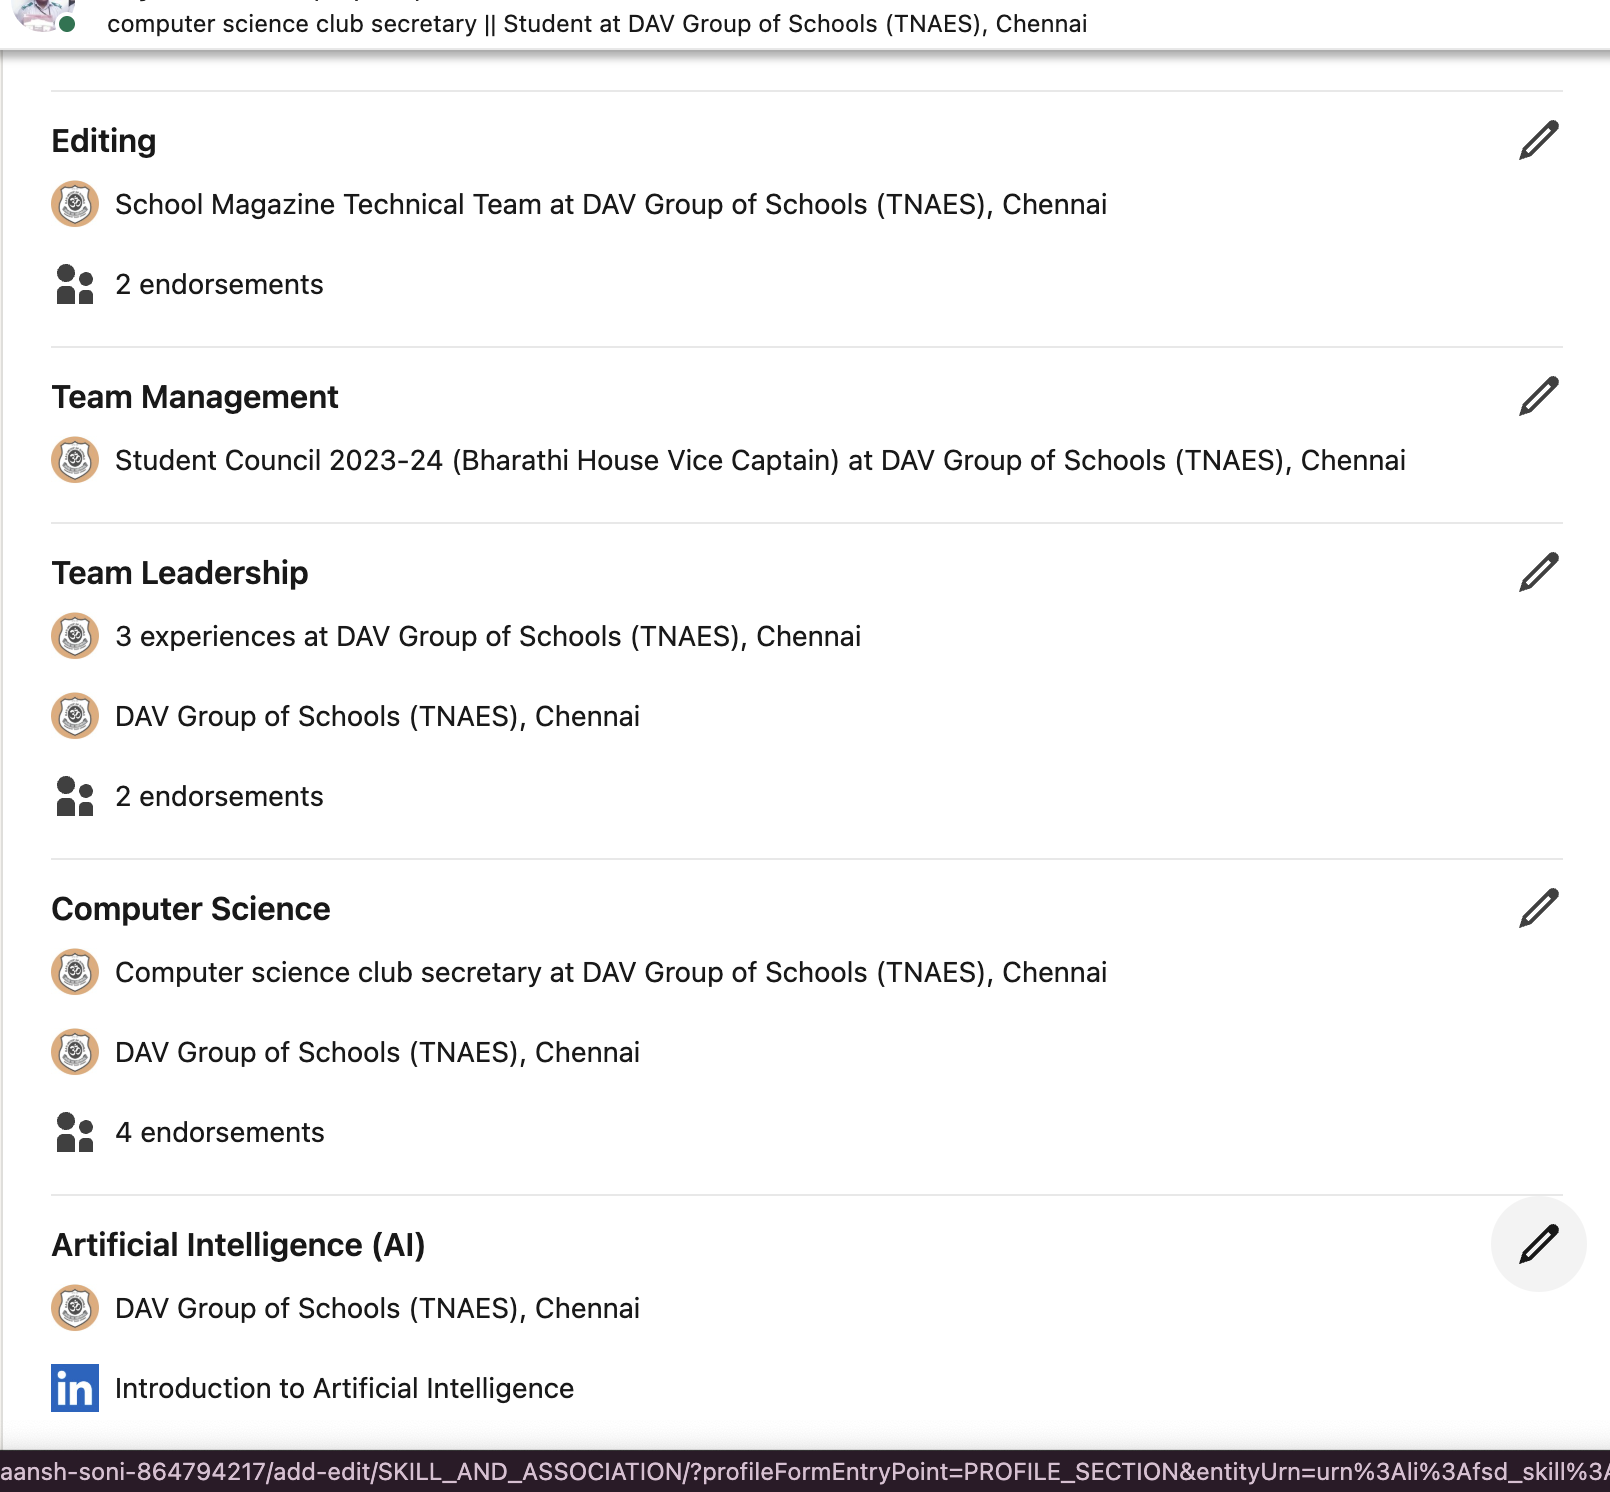 computer science club secretary || Student at DAV Group of Schools (TNAES), Chennai
Editing
School Magazine Technical Team at DAV Group of Schools (TNAES), Chennai
2 endorsements
Team Management
Student Council 2023-24 (Bharathi House Vice Captain) at DAV Group of Schools (TNAES), Chennai
Team Leadership
3 experiences at DAV Group of Schools (TNAES), Chennai
DAV Group of Schools (TNAES), Chennai
2 endorsements
Computer Science
Computer science club secretary at DAV Group of Schools (TNAES), Chennai
DAV Group of Schools (TNAES), Chennai
4 endorsements
Artificial Intelligence (AI)
DAV Group of Schools (TNAES), Chennai
in
Introduction to Artificial Intelligence
aansh-soni-864794217/add-edit/SKILL_AND_ASSOCIATION/?profileFormEntryPoint=PROFILE_SECTION&entityUrn=urn%3Ali%3Afsd_skill%3A